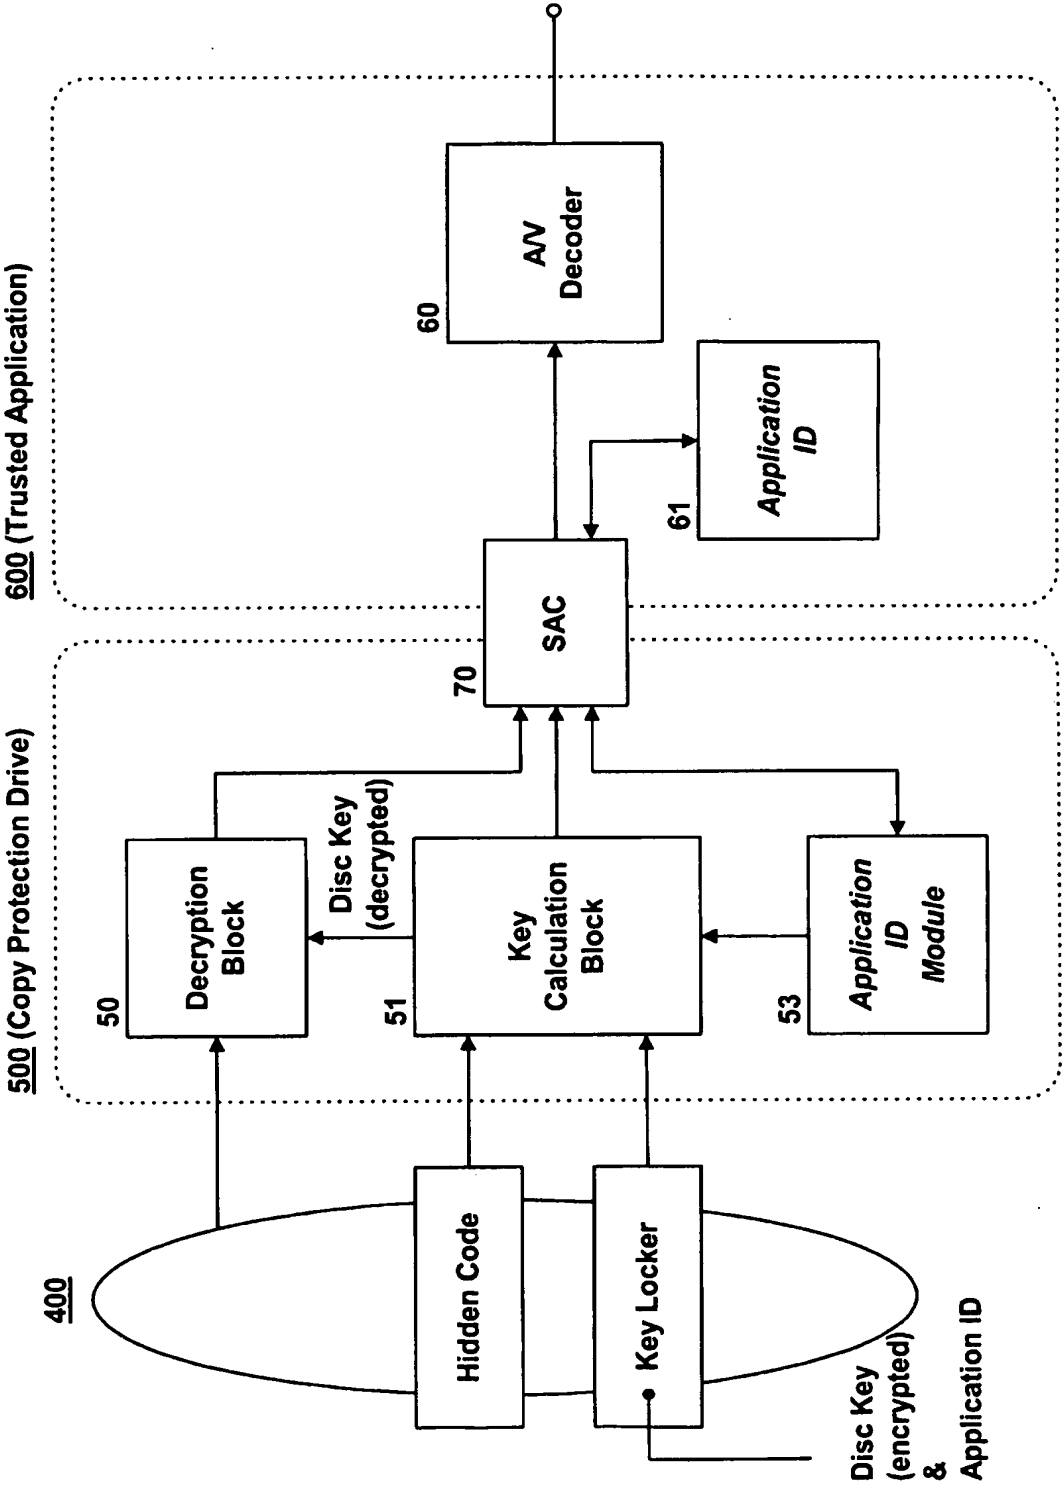 400
500 (Copy Protection Drive)
600 (Trusted Application)
50
Decryption
Block
Disc Key
(decrypted)
Hidden Code
51
Key
Calculation
Block
Key Locker
Disc Key
(encrypted)
&
Application ID
53
Application
ID
Module
70
SAC
60
A/V
Decoder
61
Application
ID